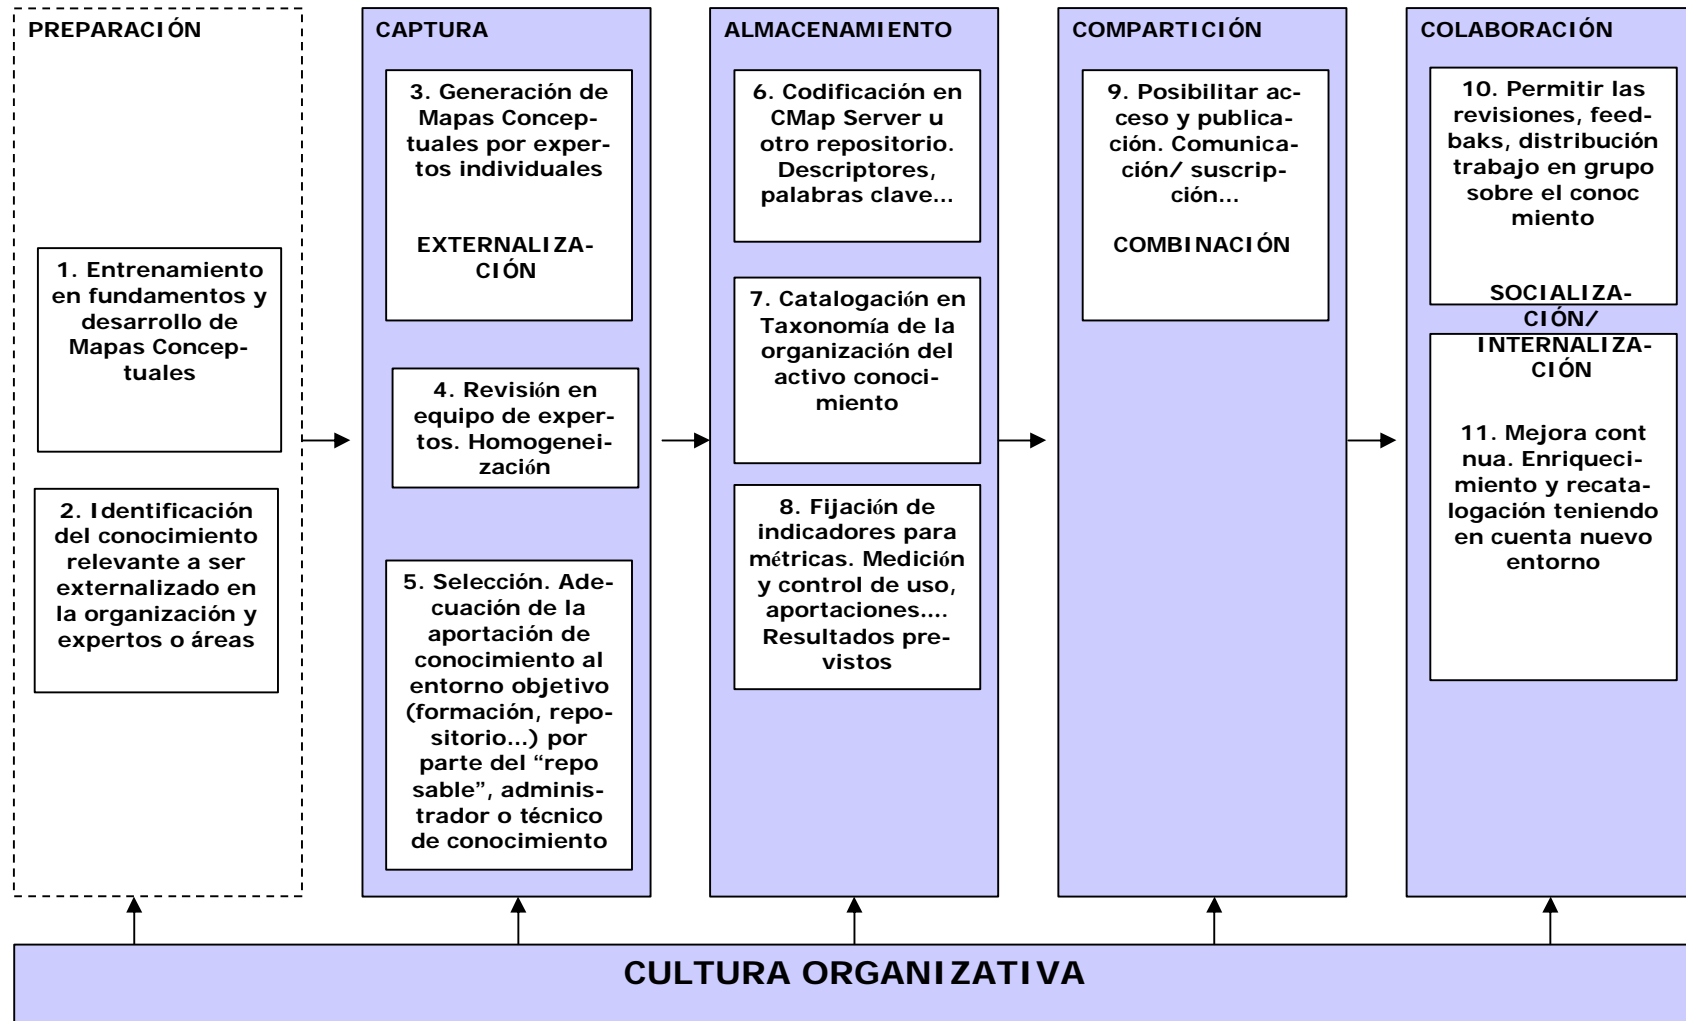 PREPARACIÓN
1. Entrenamiento
en fundamentos y
desarrollo de
Mapas Concep-
tuales
2. Identificación
del conocimiento
relevante a ser
externalizado en
la organización y
expertos o áreas
CAPTURA
3. Generación de
Mapas Concep-
tuales por exper-
tos individuales
EXTERNALIZA-
CIÓN
4. Revisión en
equipo de exper-
tos. Homogenei-
zación
5. Selección. Ade-
cuación de la
aportación de
conocimiento al
entorno objetivo
(formación, repo-
sitorio...) por
parte del “repo
sable”, adminis-
trador o técnico
de conocimiento
ALMACENAMIENTO
6. Codificación en
CMap Server u
otro repositorio.
Descriptores,
palabras clave...
7. Catalogación en
Taxonomía de la
organización del
activo conoci-
miento
8. Fijación de
indicadores para
métricas. Medición
y control de uso,
aportaciones....
Resultados pre-
vistos
COMPARTICIÓN
9. Posibilitar ac-
ceso y publica-
ción. Comunica-
ción/ suscrip-
ción...
COMBINACIÓN
COLABORACIÓN
10. Permitir las
revisiones, feed-
baks, distribución
trabajo en grupo
sobre el conoc
miento
SOCIALIZA-
CIÓN/
INTERNALIZA-
CIÓN
11. Mejora cont
nua. Enriqueci-
miento y recata-
logación teniendo
en cuenta nuevo
entorno
CULTURA ORGANIZATIVA